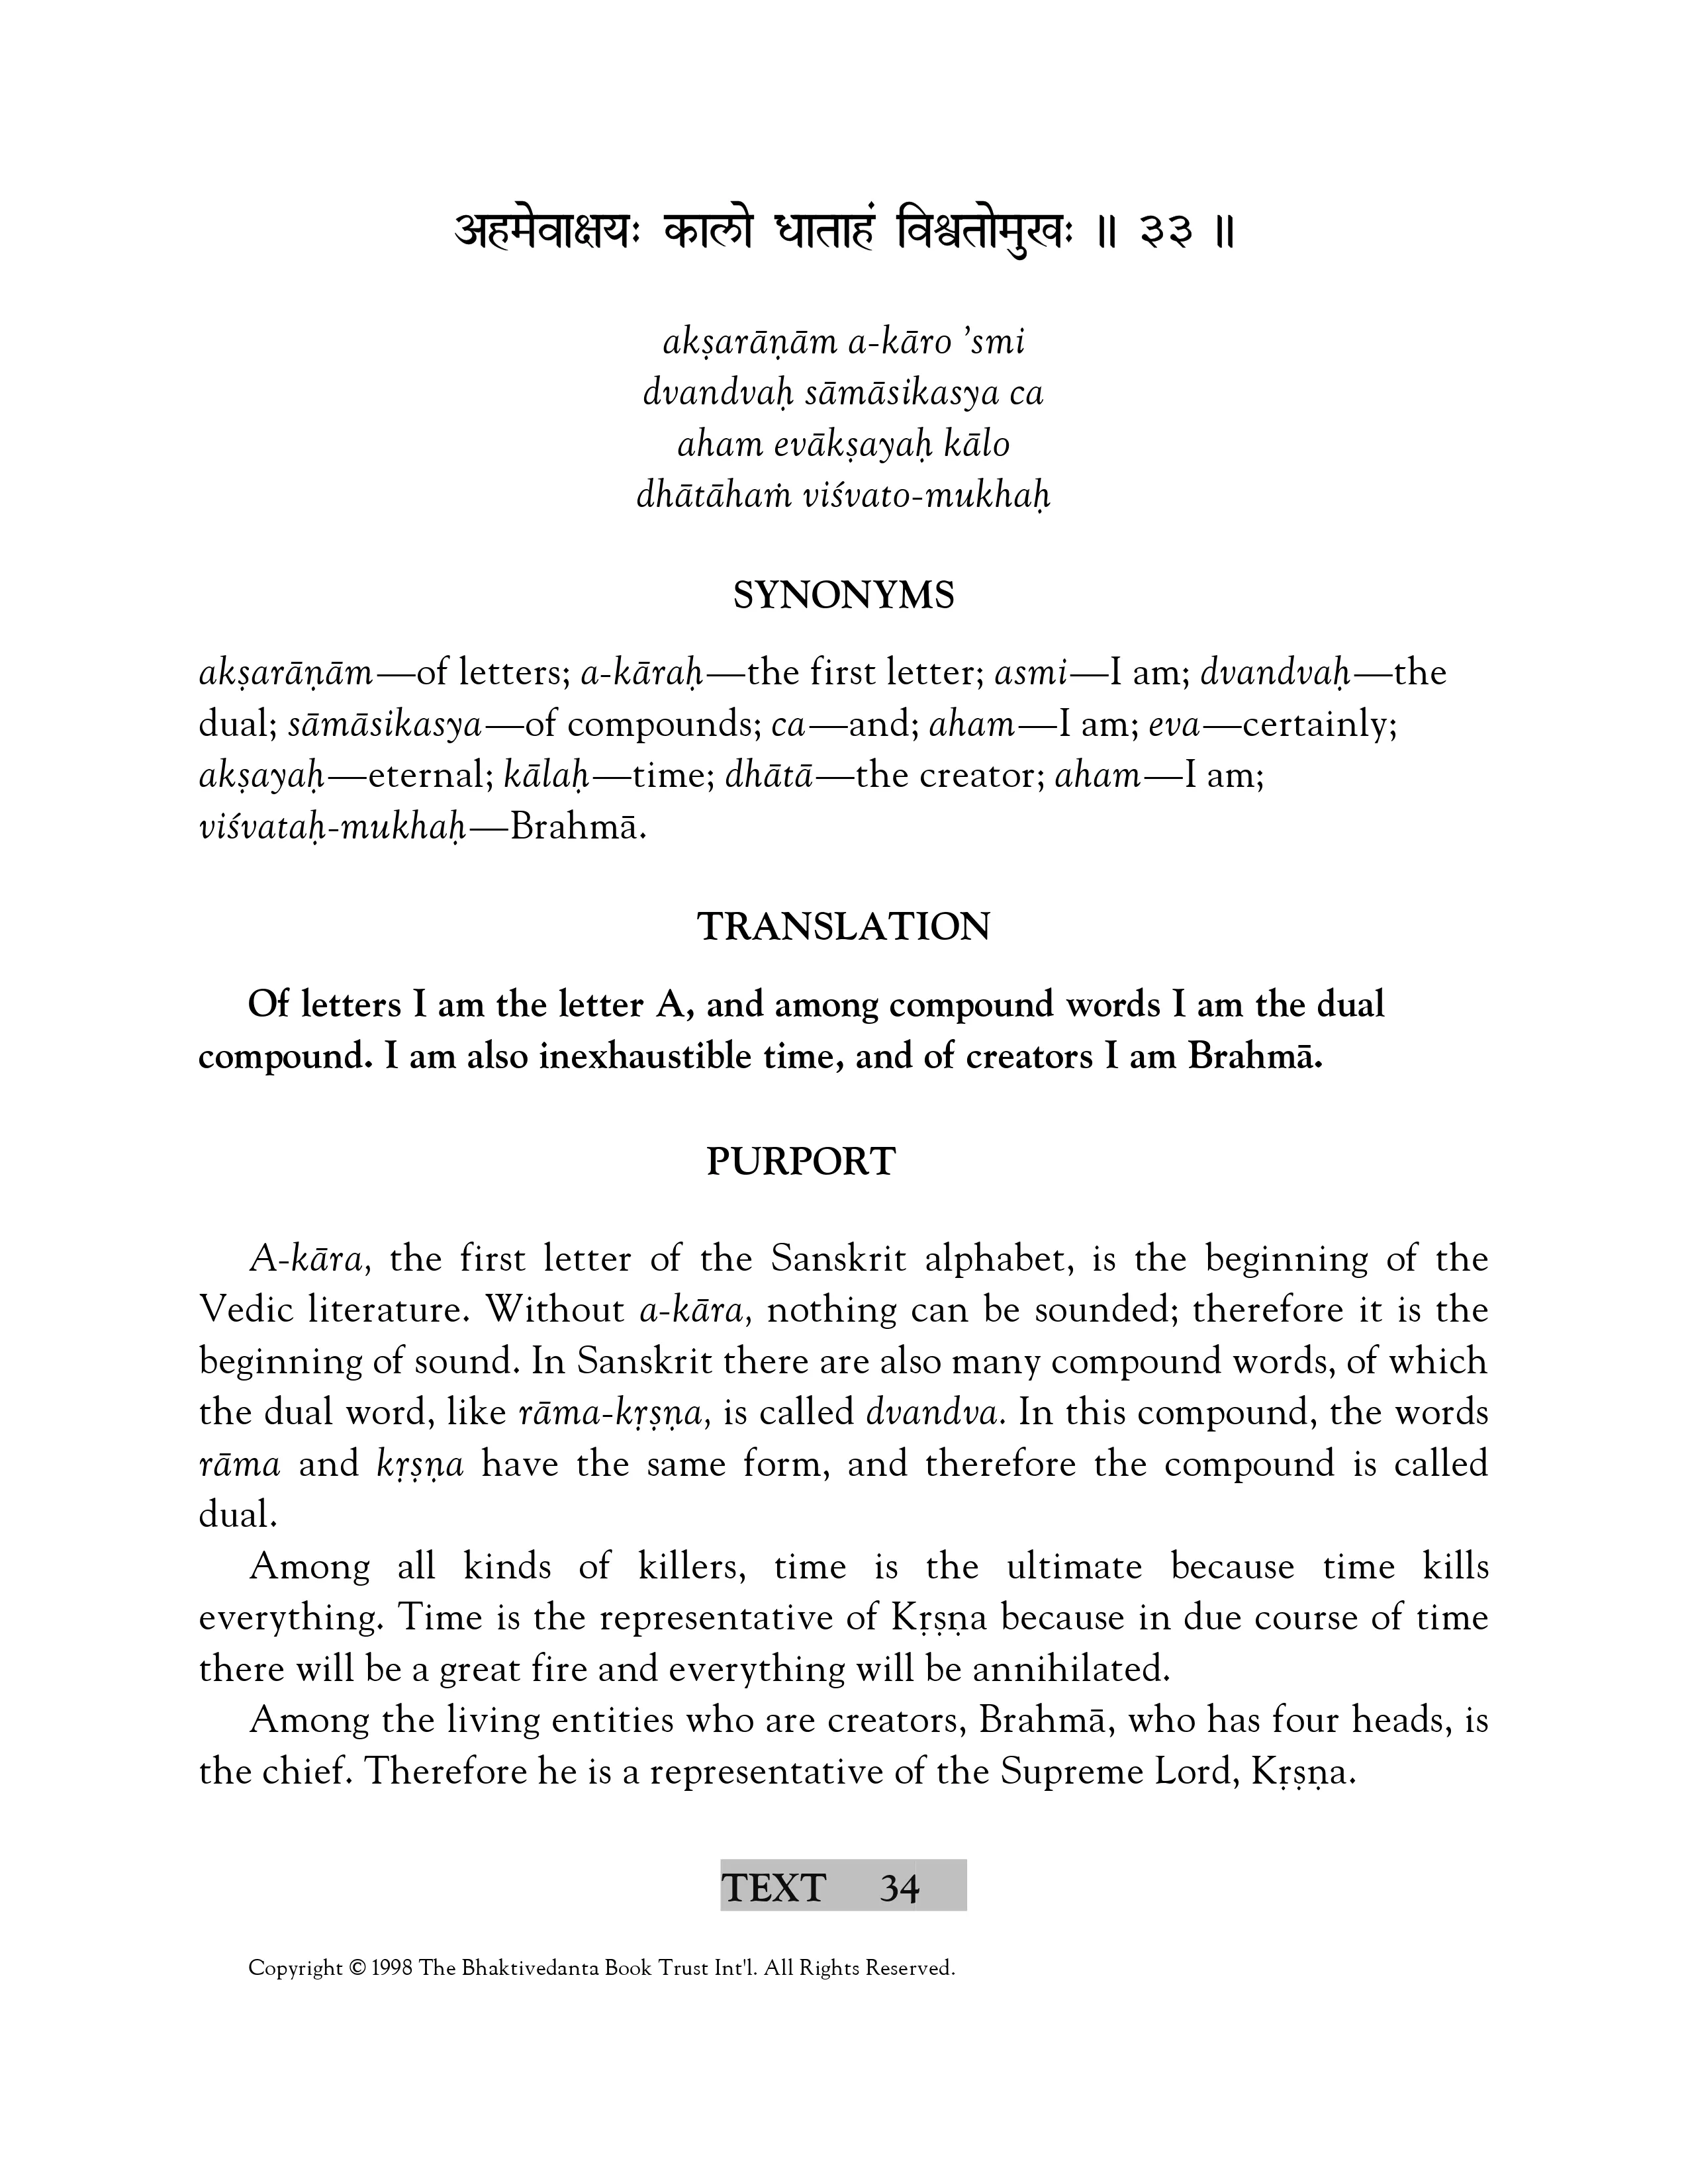 अहमेवाक्षयः कालो धाताहं विश्वतोमुखः ॥ ३३ ॥
akṣarāṇām a-kāro ’smi
dvandvaḥ sāmāsikasya ca
aham evākṣayaḥ kālo
dhātāhaṁ viśvato-mukhaḥ
SYNONYMS
akṣarāṇām—of letters; a-kāraḥ—the first letter; asmi—I am; dvandvaḥ—the
dual; sāmāsikasya—of compounds; ca—and; aham—I am; eva—certainly;
akṣayaḥ—eternal; kālaḥ—time; dhātā—the creator; aham—I am;
viśvataḥ-mukhaḥ—Brahmā.
TRANSLATION
Of letters I am the letter A, and among compound words I am the dual
compound. I am also inexhaustible time, and of creators I am Brahmā.
PURPORT
A-kāra, the first letter of the Sanskrit alphabet, is the beginning of the
Vedic literature. Without a-kāra, nothing can be sounded; therefore it is the
beginning of sound. In Sanskrit there are also many compound words, of which
the dual word, like rāma-kṛṣṇa, is called dvandva. In this compound, the words
rāma and kṛṣṇa have the same form, and therefore the compound is called
dual.
Among all kinds of killers, time is the ultimate because time kills
everything. Time is the representative of Kṛṣṇa because in due course of time
there will be a great fire and everything will be annihilated.
Among the living entities who are creators, Brahmā, who has four heads, is
the chief. Therefore he is a representative of the Supreme Lord, Kṛṣṇa.
TEXT 34
Copyright © 1998 The Bhaktivedanta Book Trust Int'l. All Rights Reserved.